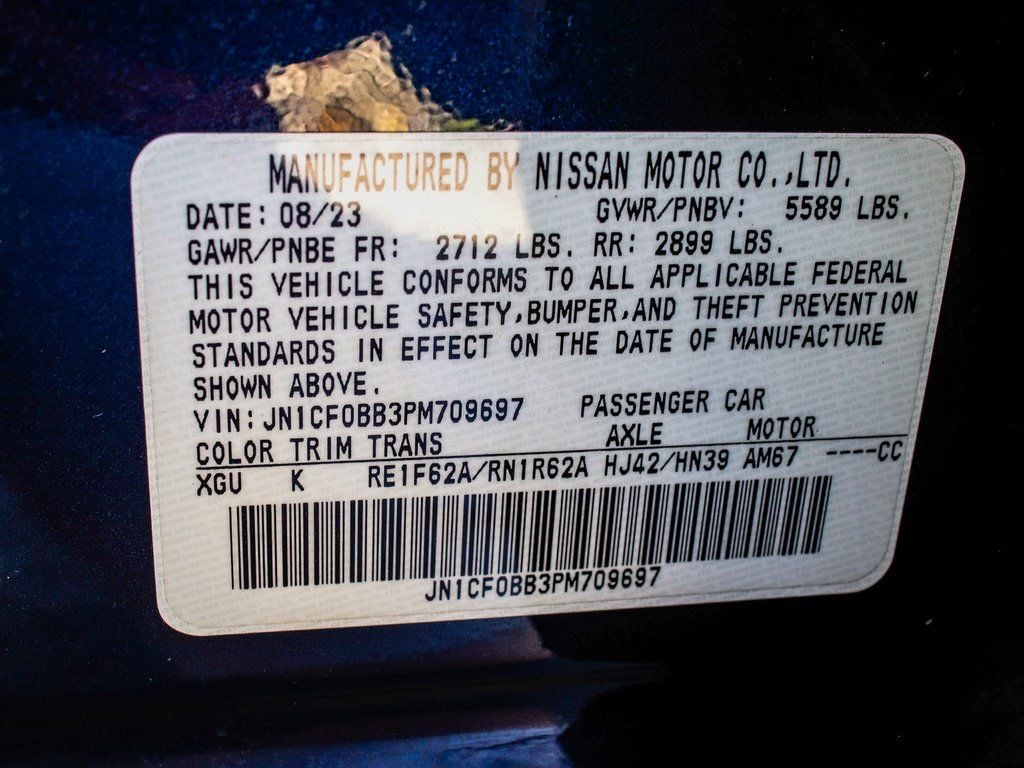 MANUFACTURED BY NISSAN MOTOR CO.,LTD.
DATE: 08/23 GVWR/PNBV: 5589 LBS.
GAWR/PNBE FR: 2712 LBS. RR: 2899 LBS.
THIS VEHICLE CONFORMS TO ALL APPLICABLE FEDERAL
MOTOR VEHICLE SAFETY,BUMPER,AND THEFT PREVENTION
STANDARDS IN EFFECT ON THE DATE OF MANUFACTURE
SHOWN ABOVE.
VIN:JN1CF0BB3PM709697 PASSENGER CAR
COLOR TRIM TRANS AXLE MOTOR
XGU K RE1F62A/RN1R62A HJ42/HN39 AM67 ----CC
JN1CF0BB3PM709697